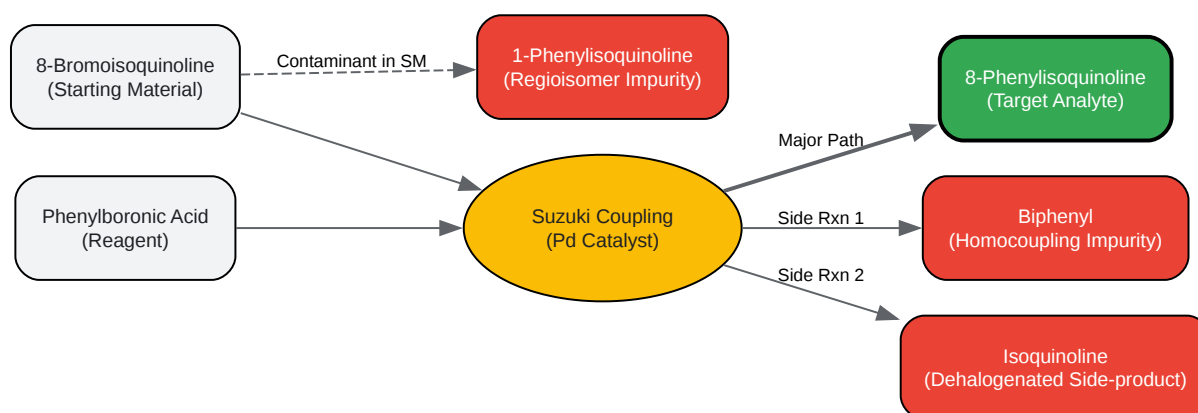 8-Bromoisoquinoline
(Starting Material)
Contaminant in SM
1-Phenylisoquinoline
(Regioisomer Impurity)
8-Phenylisoquinoline
(Target Analyte)
Major Path
Phenylboronic Acid
(Reagent)
Suzuki Coupling
(Pd Catalyst)
Side Rxn 1
Biphenyl
(Homocoupling Impurity)
Side Rxn 2
Isoquinoline
(Dehalogenated Side-product)